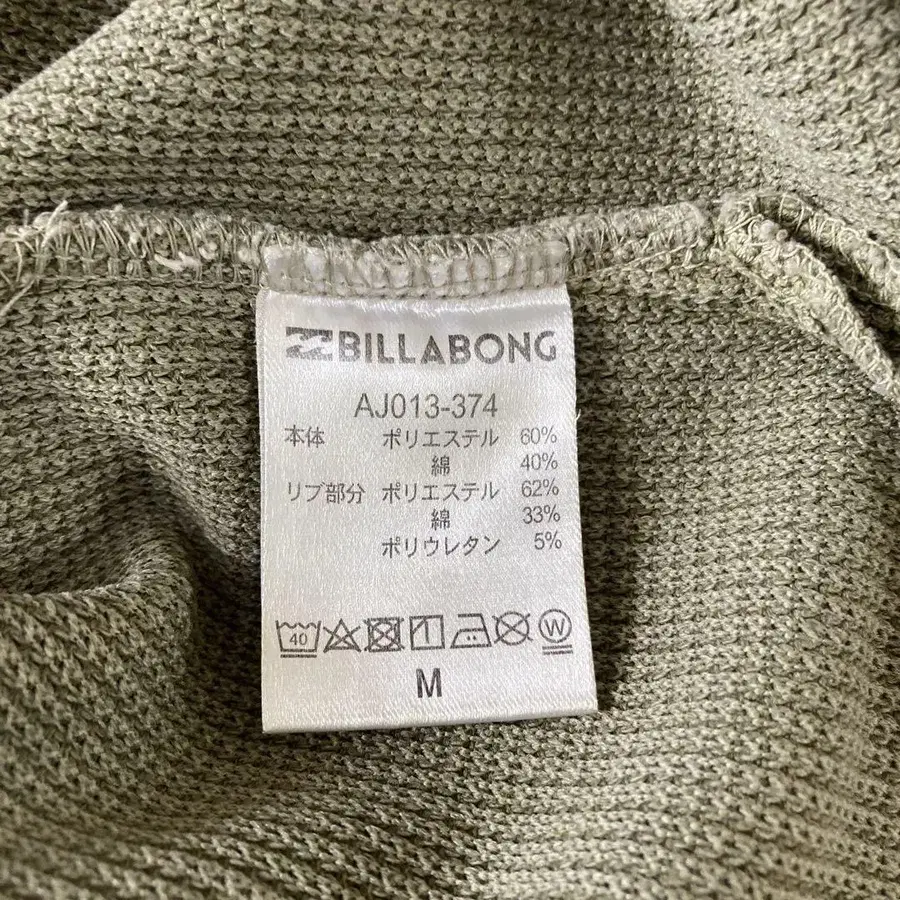 BILLABONG
AJ013-374
本体 ポリエステル 60%
綿 40%
リブ部分 ポリエステル 62%
綿 33%
ポリウレタン 5%
40 W
M